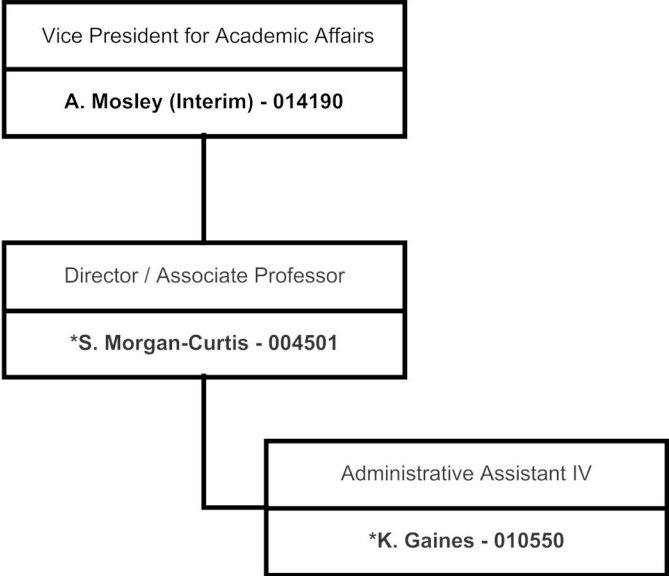 Vice President for Academic Affairs
A. Mosley (Interim) - 014190
Director / Associate Professor
*S. Morgan-Curtis - 004501
Administrative Assistant IV
*K. Gaines - 010550